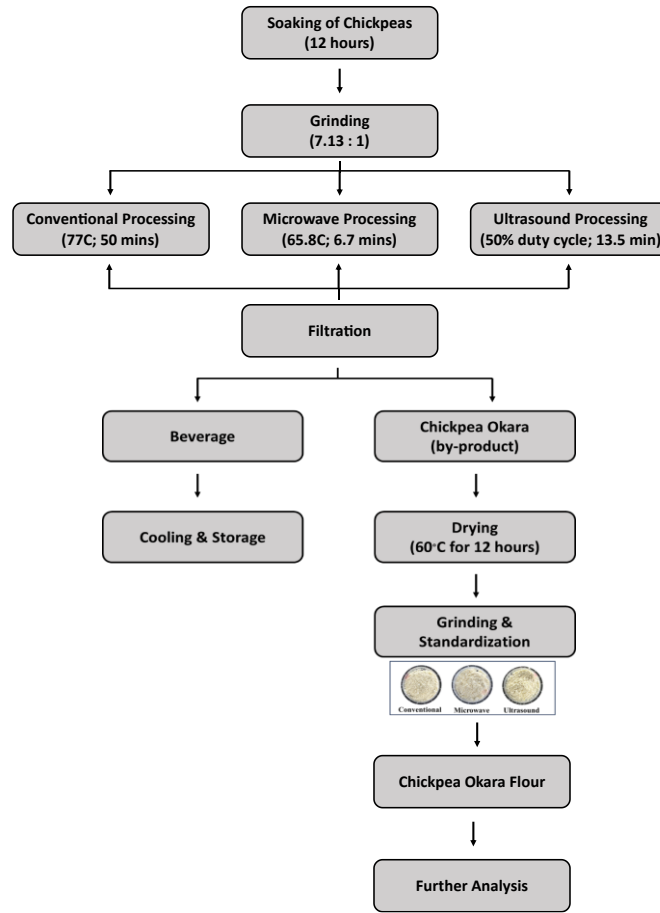 Soaking of Chickpeas
(12 hours)
Grinding
(7.13 : 1)
Conventional Processing
(77C; 50 mins)
Microwave Processing
(65.8C; 6.7 mins)
Ultrasound Processing
(50% duty cycle; 13.5 min)
Filtration
Beverage
Chickpea Okara
(by-product)
Cooling & Storage
Drying
(60°C for 12 hours)
Grinding &
Standardization
Conventional Microwave Ultrasound
Chickpea Okara Flour
Further Analysis